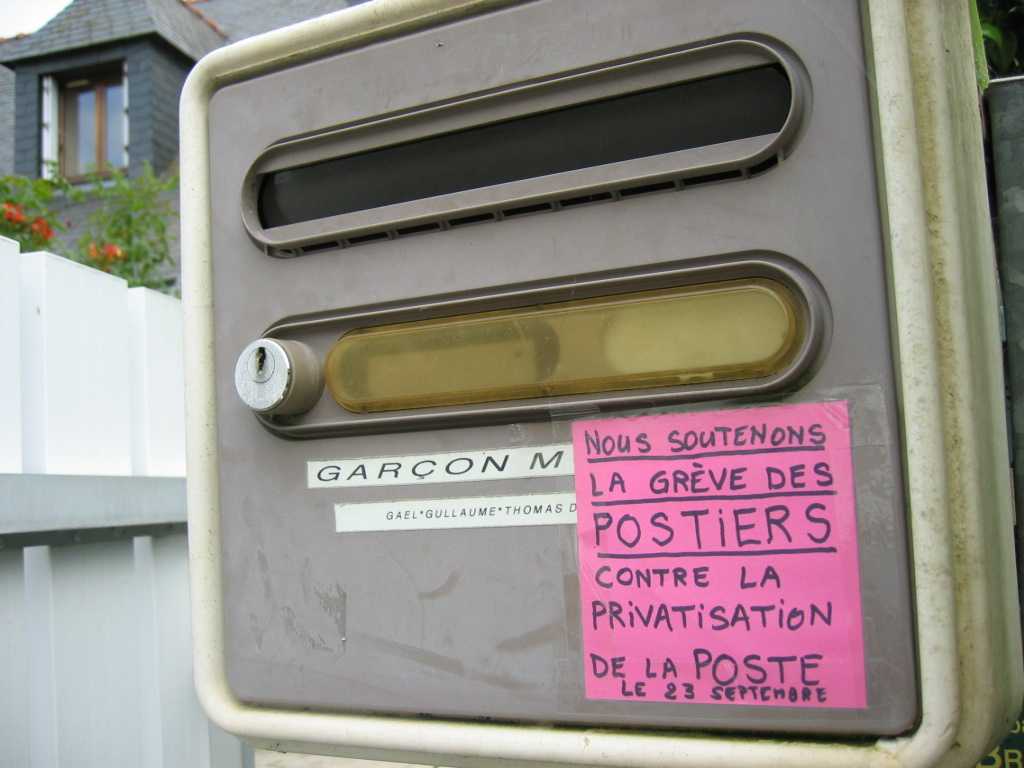 GARÇON M
GAEL*GULLAUME*THOMAS D
NOUS SOUTENONS
LA GRÈVE DES
POSTIERS
CONTRE LA
PRIVATISATION
DE LA POSTE
LE 23 SEPTEMBRE